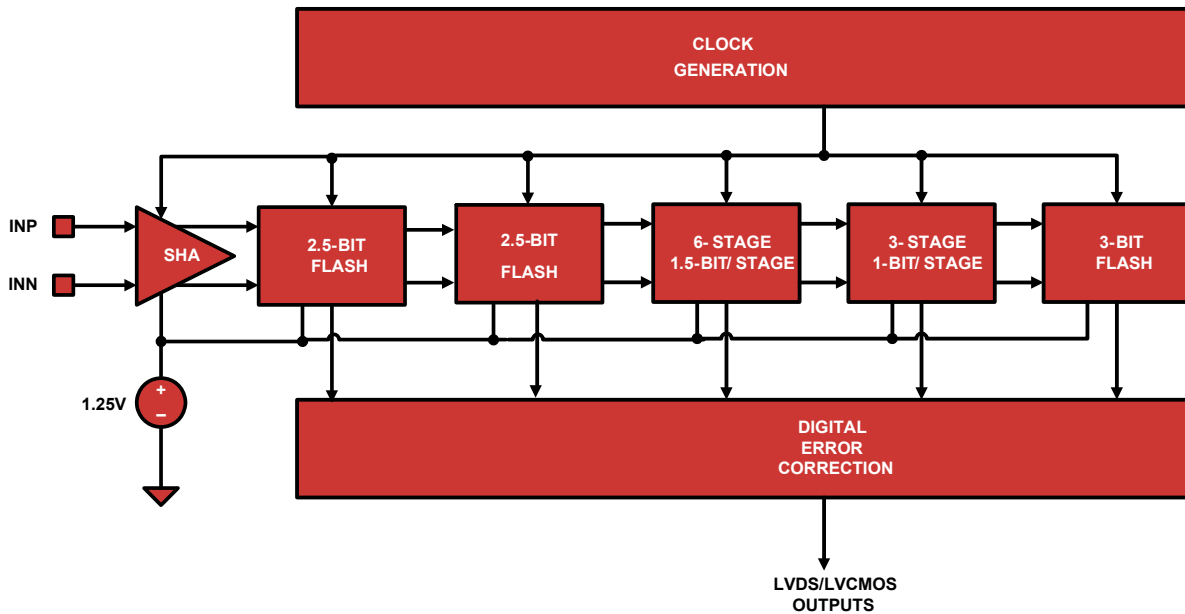 CLOCK
GENERATION
INP
INN
SHA
2.5-BIT
FLASH
2.5-BIT
FLASH
6- STAGE
1.5-BIT/ STAGE
3- STAGE
1-BIT/ STAGE
3-BIT
FLASH
1.25V
+
−
DIGITAL
ERROR
CORRECTION
LVDS/LVCMOS
OUTPUTS